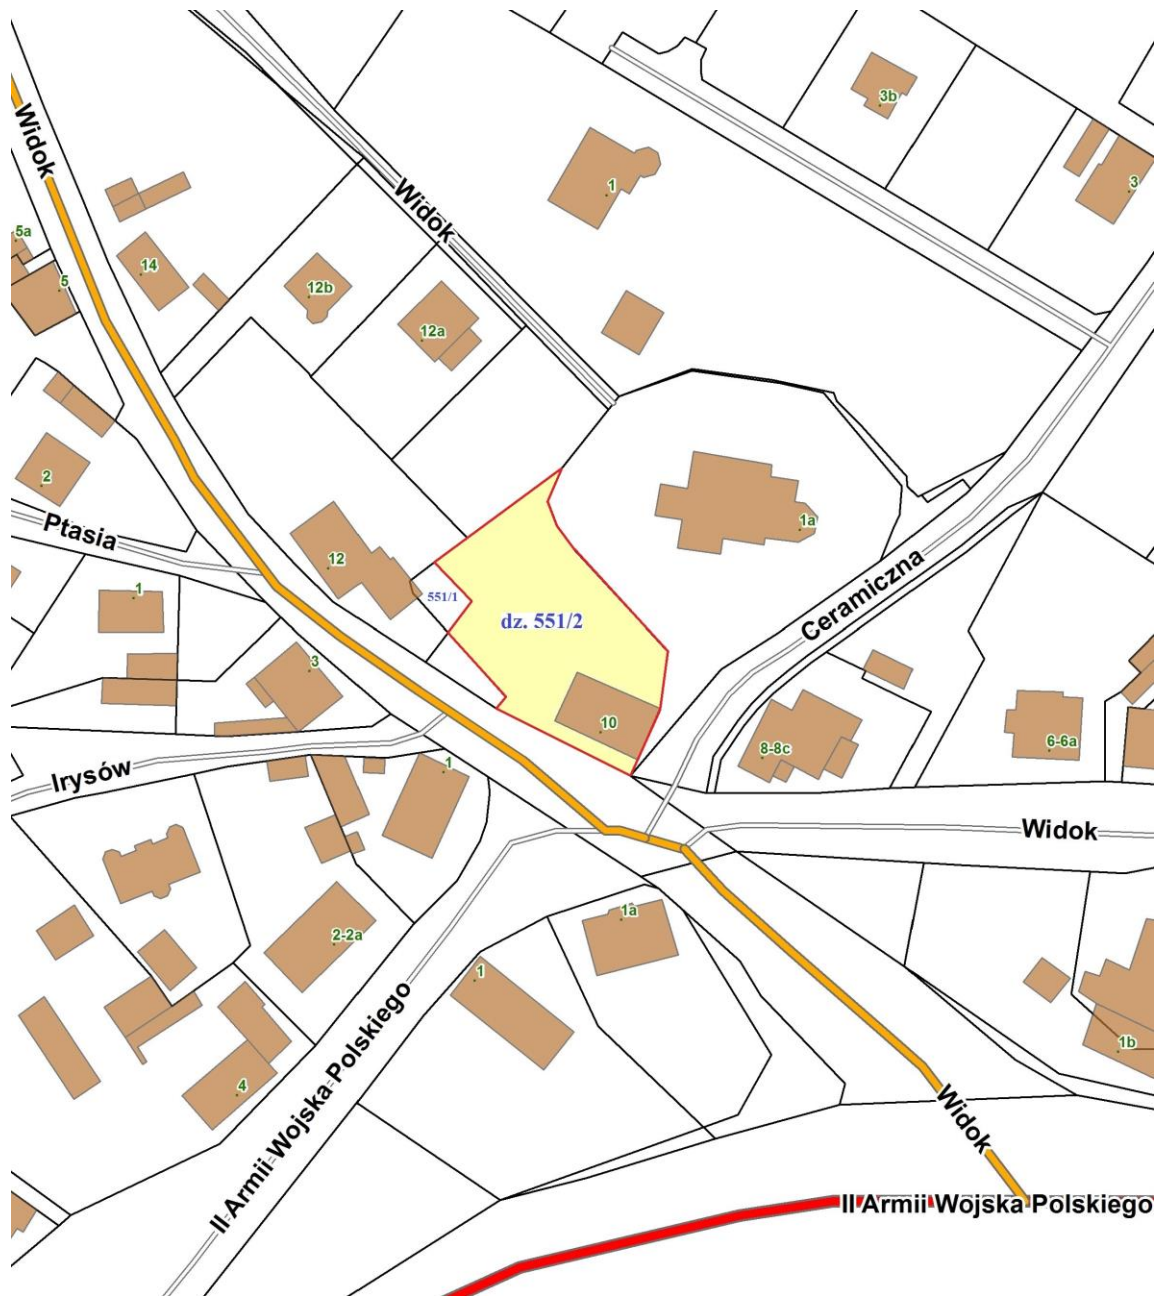 3b
Widok
1
3
Widok
5a
14
5
12b
12a
2
1a
Ptasia
12
Ceramiczna
1
551/1
dz. 551/2
3
10
8-8c
6-6a
Irysów
1
Widok
1a
2-2a
1
II Armii Wojska Polskiego
1b
4
Widok
II Armii Wojska Polskiego